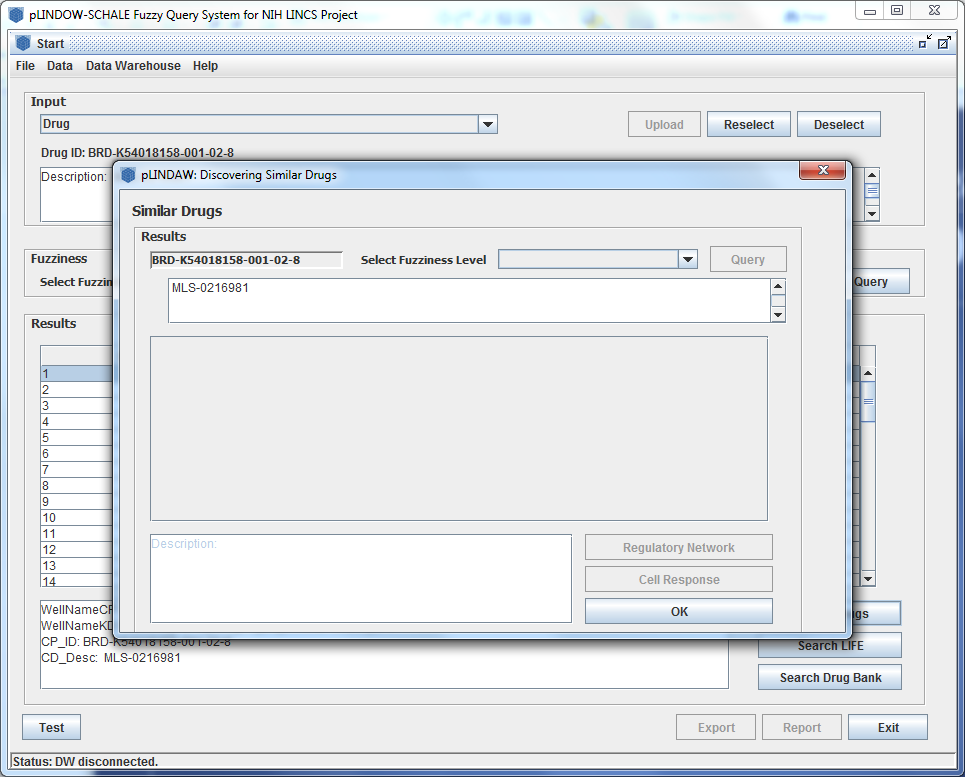 pLINDOW-SCHALE Fuzzy Query System for NIH LINCS Project
Start
File Data Data Warehouse Help
Input
Drug
Upload Reselect Deselect
Drug ID: BRD-K54018158-001-02-8
Description:
pLINDAW: Discovering Similar Drugs
Similar Drugs
Results
BRD-K54018158-001-02-8 Select Fuzziness Level Query
MLS-0216981
Description:
Regulatory Network
Cell Response
OK
Fuzziness
Select Query
Results
1
2
3
4
5
6
7
8
9
10
11
12
13
14
CP_ID: BRD-K54018158-001-02-8
CD_Desc: MLS-0216981
Search LIFE
Search Drug Bank
Test Export Report Exit
Status: DW disconnected.